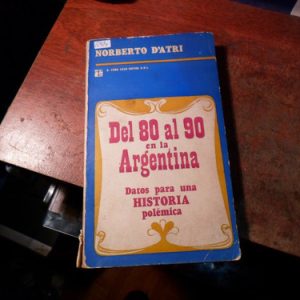 NORBERTO D'ATRI
Del 80 al 90
en la
Argentina
Datos para una
HISTORIA
polémica